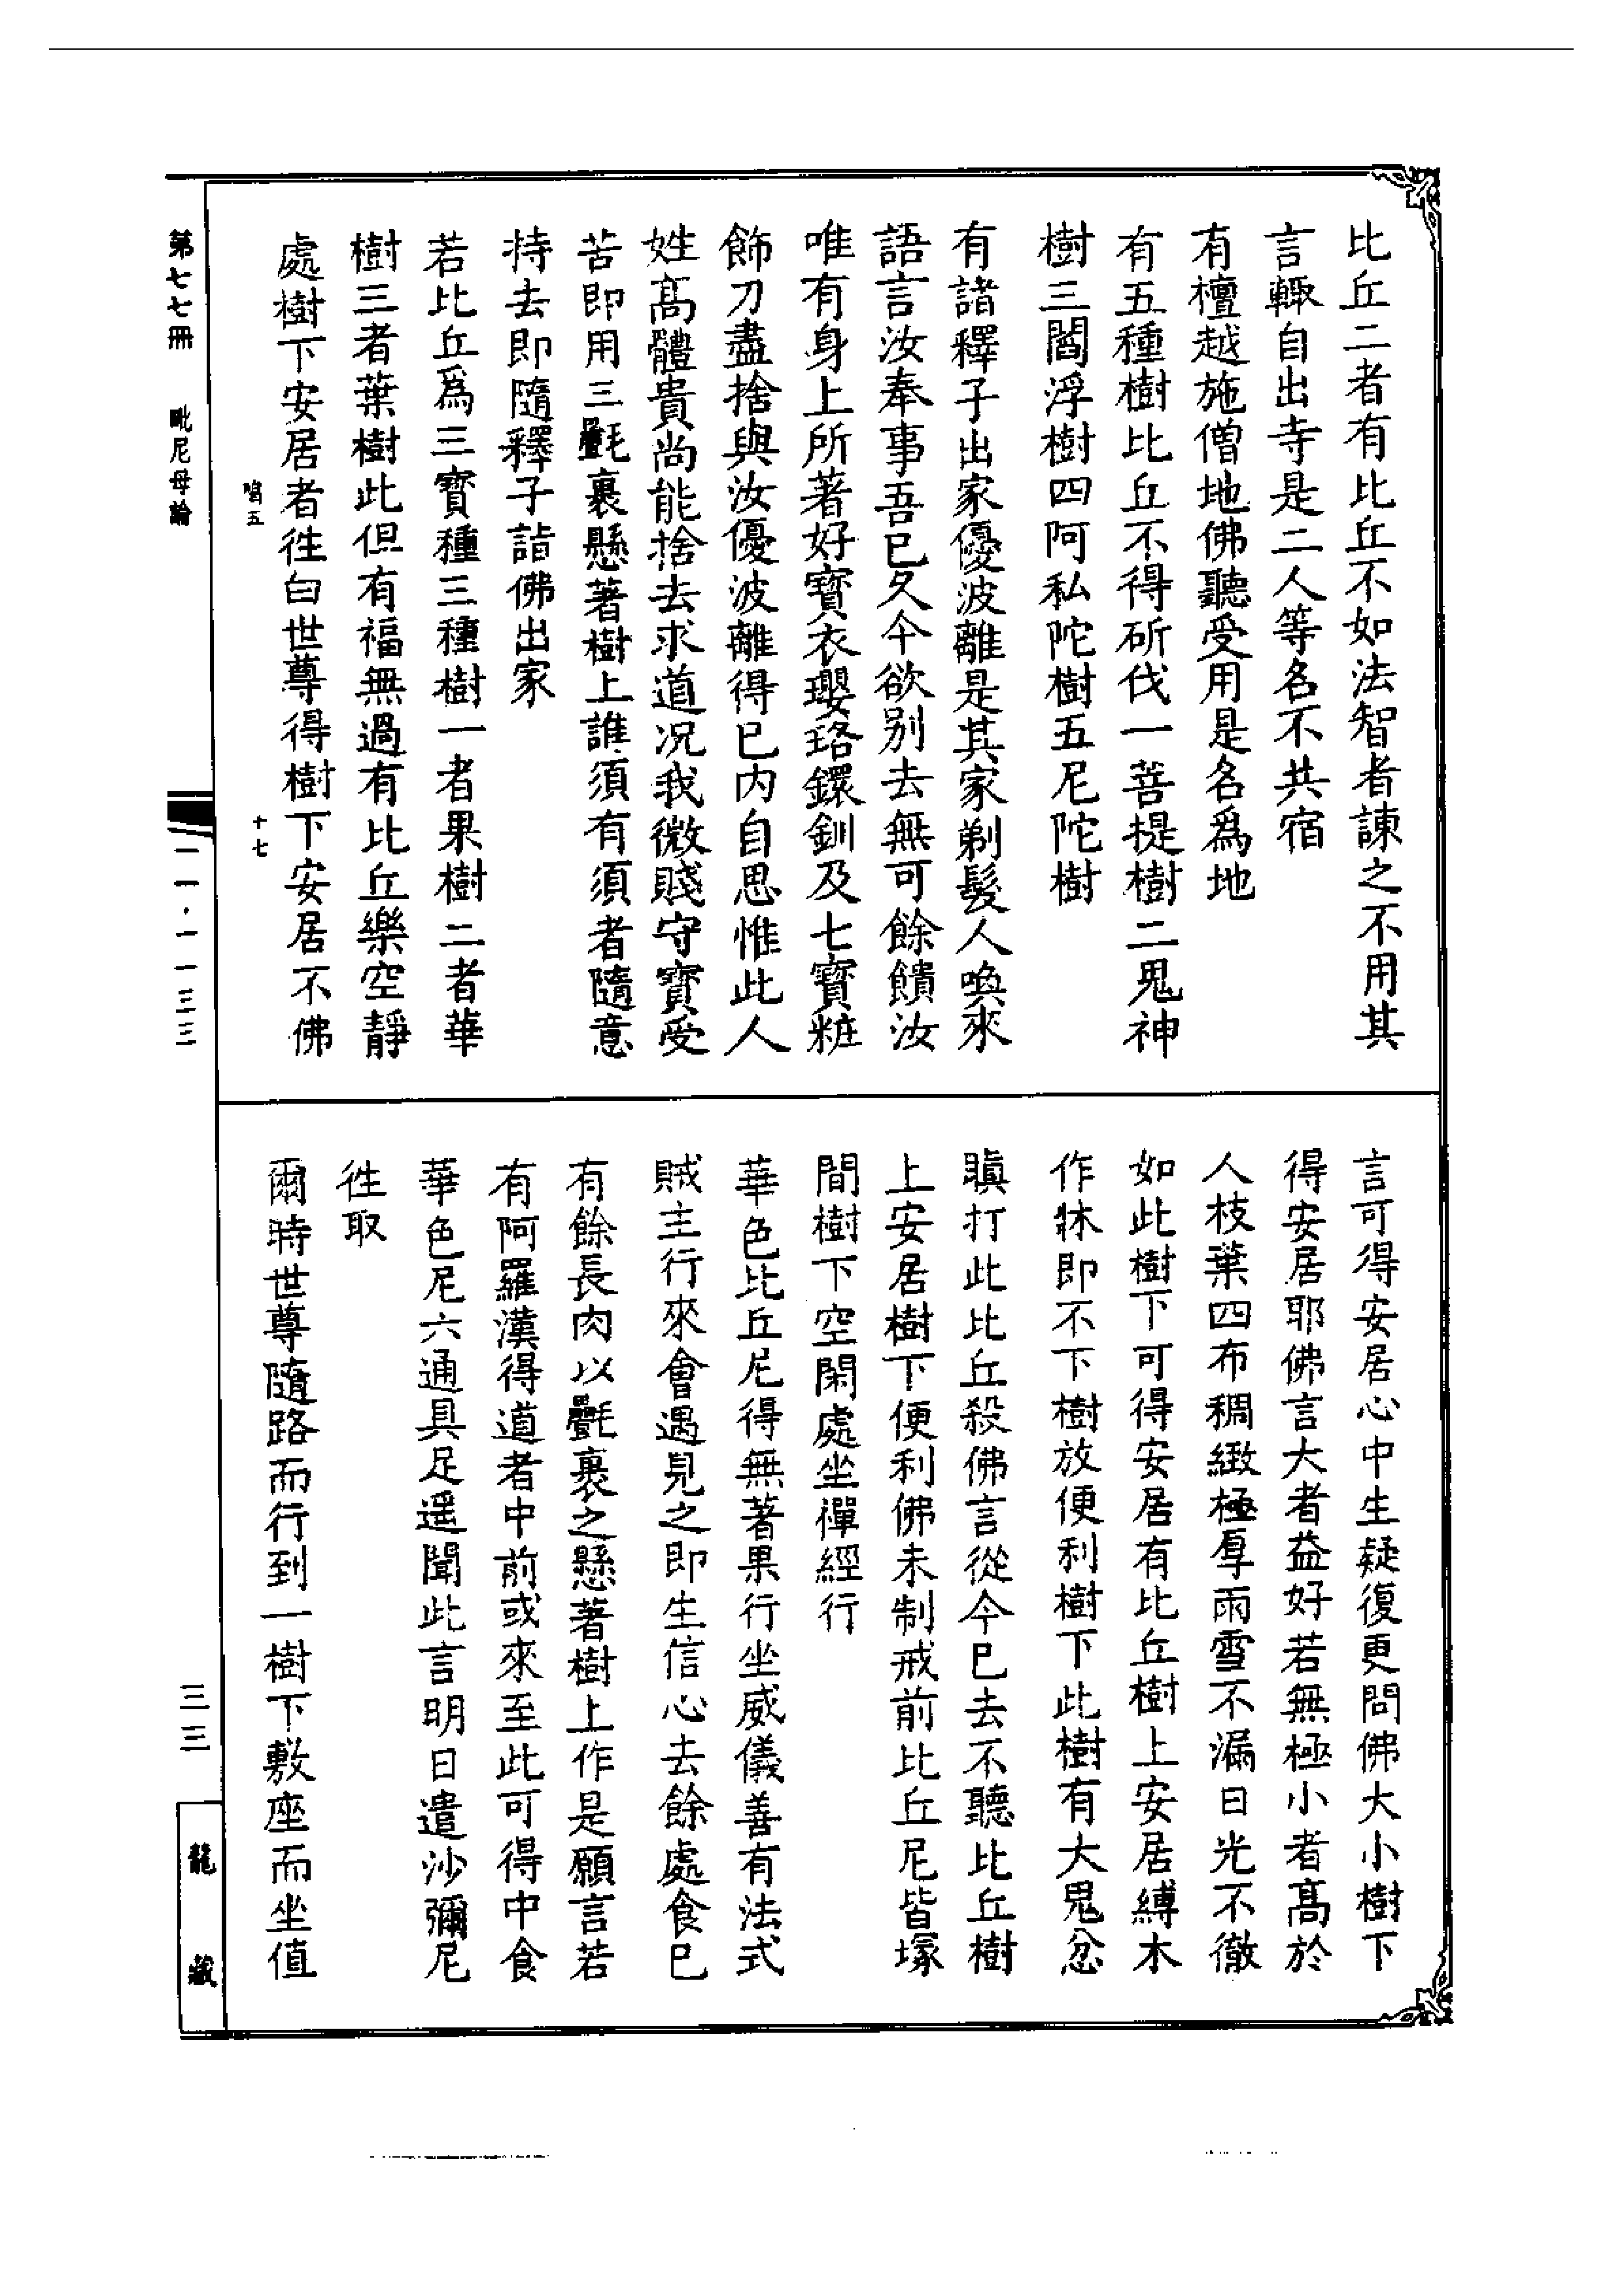 比丘二者有比丘不如法智者諫之不用其
言輙自出寺是二人等名不共宿
有檀越施僧地佛聽受用是名爲地
有五種樹比丘不得斫伐一菩提樹二鬼神
樹三閻浮樹四阿私陀樹五尼陀樹
有諸釋子出家優波離是其家剃髮人喚來
語言汝奉事吾已久今欲别去無可餘饋汝
唯有身上所著好寳衣瓔珞鐶釧及七寳粧
飾刀盡捨與汝優波離得已内自思惟此人
姓髙體貴尚能捨去求道况我微賤守寳受
苦即用三㲲裹懸著樹上誰須有須者隨意
持去即隨釋子詣佛出家
若比丘爲三寳種三種樹一者果樹二者華
樹三者葉樹此但有福無過有比丘樂空靜
處樹下安居者徃白世尊得樹下安居不佛
言可得安居心中生疑復更問佛大小樹下
得安居耶佛言大者益好若無極小者髙於
人枝葉四布稠緻極厚雨雪不漏日光不徹
如此樹下可得安居有比丘樹上安居縛木
作牀即不下樹放便利樹下此樹有大鬼忿
瞋打此比丘殺佛言從今已去不聽比丘樹
上安居樹下便利佛未制戒前比丘尼皆塚
間樹下空閑處坐禪經行
華色比丘尼得無著果行坐威儀善有法式
賊主行來會遇見之即生信心去餘處食已
有餘長肉以㲲裹之懸著樹上作是願言若
有阿羅漢得道者中前或來至此可得中食
華色尼六通具足遥聞此言明日遣沙彌尼
徃取
爾時世尊隨路而行到一樹下敷座而坐值
第七七冊 毗尼母論
五 十七
一一·一一三三
三三
龍藏